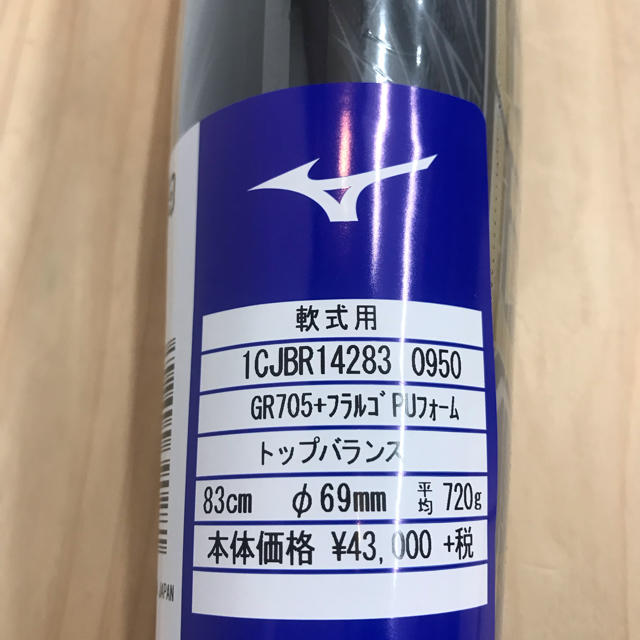 軟式用
1CJBR14283 0950
GR705+フラルゴPUフォーム
トップバランス
83cm φ69mm 平均 720g
本体価格 ¥43,000 +税
JAPAN